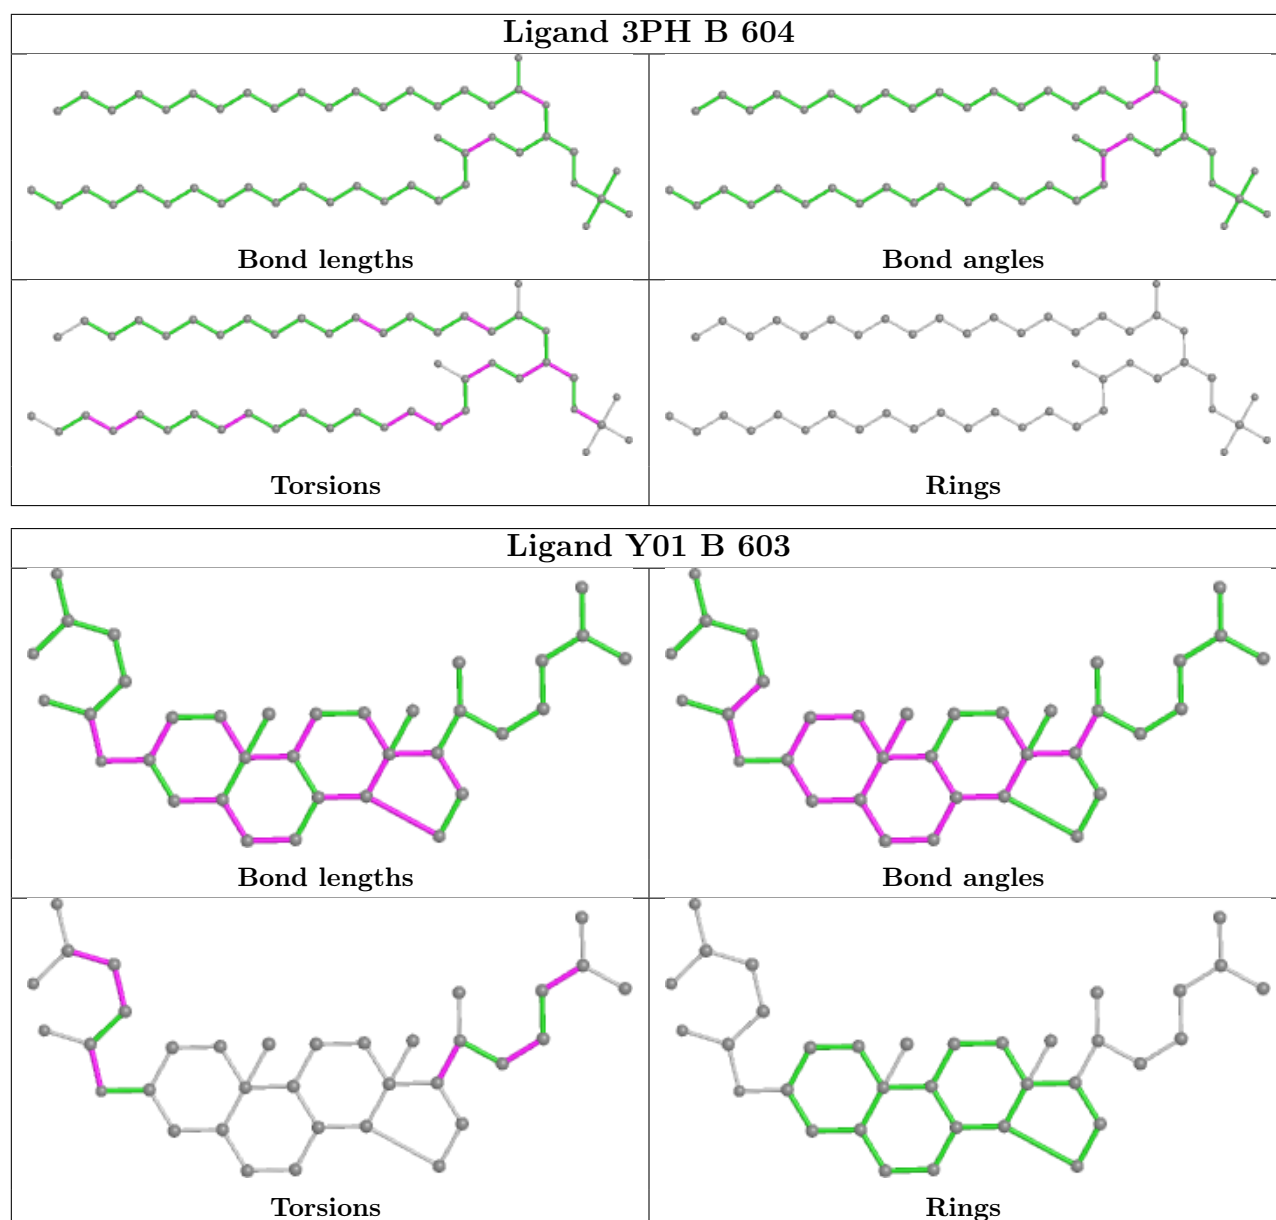 Ligand 3PH B 604
Bond lengths
Bond angles
Torsions
Rings
Ligand Y01 B 603
Bond lengths
Bond angles
Torsions
Rings